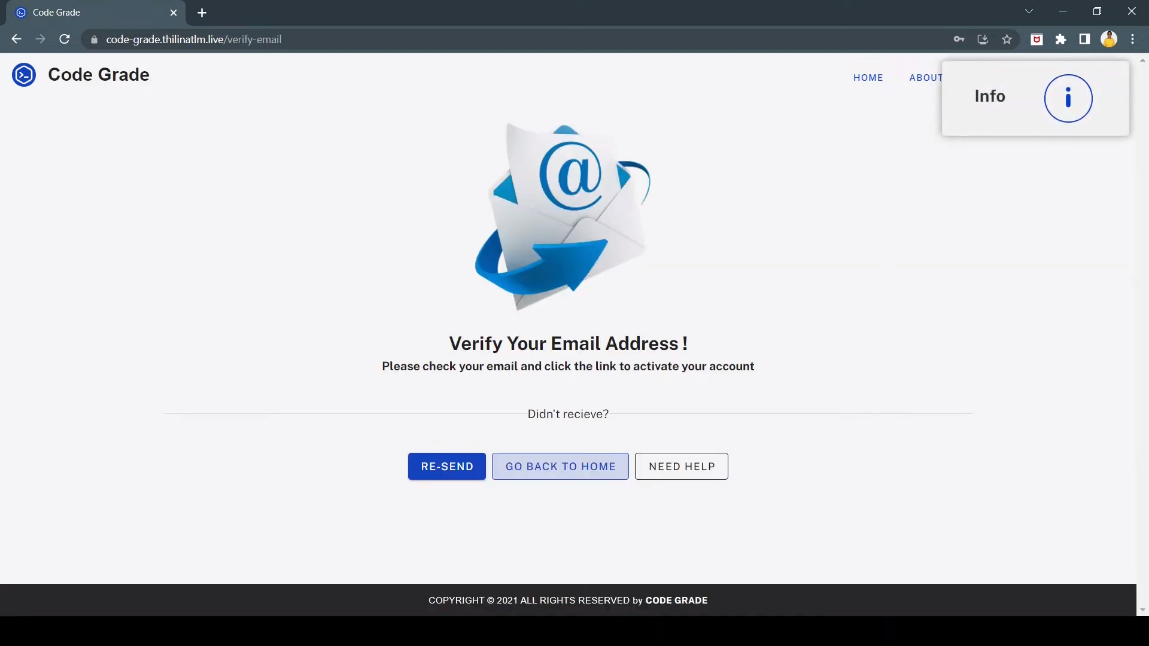 Code Grade
code-grade.thilinatlm.live/verify-email
Code Grade
HOME
ABOUT
Info
Verify Your Email Address !
Please check your email and click the link to activate your account
Didn't recieve?
RE-SEND
GO BACK TO HOME
NEED HELP
COPYRIGHT © 2021 ALL RIGHTS RESERVED by CODE GRADE